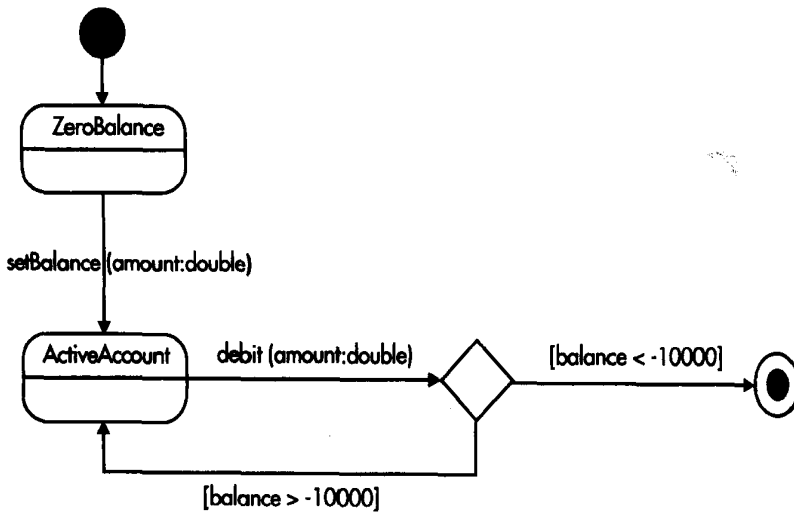 ZeroBalance
setBalance (amount:double)
ActiveAccount
debit (amount:double)
[balance < -10000]
[balance > -10000]